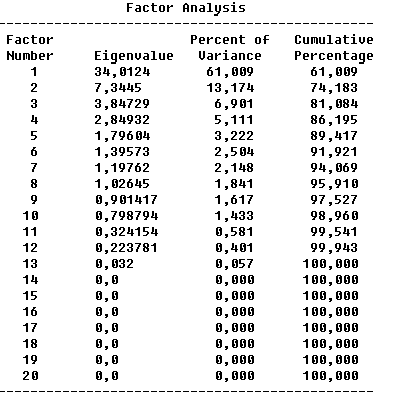 Factor Analysis
Factor Percent of Cumulative
Number Eigenvalue Variance Percentage
1 34,0124 61,009 61,009
2 7,3445 13,174 74,183
3 3,84729 6,901 81,084
4 2,84932 5,111 86,195
5 1,79604 3,222 89,417
6 1,39573 2,504 91,921
7 1,19762 2,148 94,069
8 1,02645 1,841 95,910
9 0,901417 1,617 97,527
10 0,798794 1,433 98,960
11 0,324154 0,581 99,541
12 0,223781 0,401 99,943
13 0,032 0,057 100,000
14 0,0 0,000 100,000
15 0,0 0,000 100,000
16 0,0 0,000 100,000
17 0,0 0,000 100,000
18 0,0 0,000 100,000
19 0,0 0,000 100,000
20 0,0 0,000 100,000